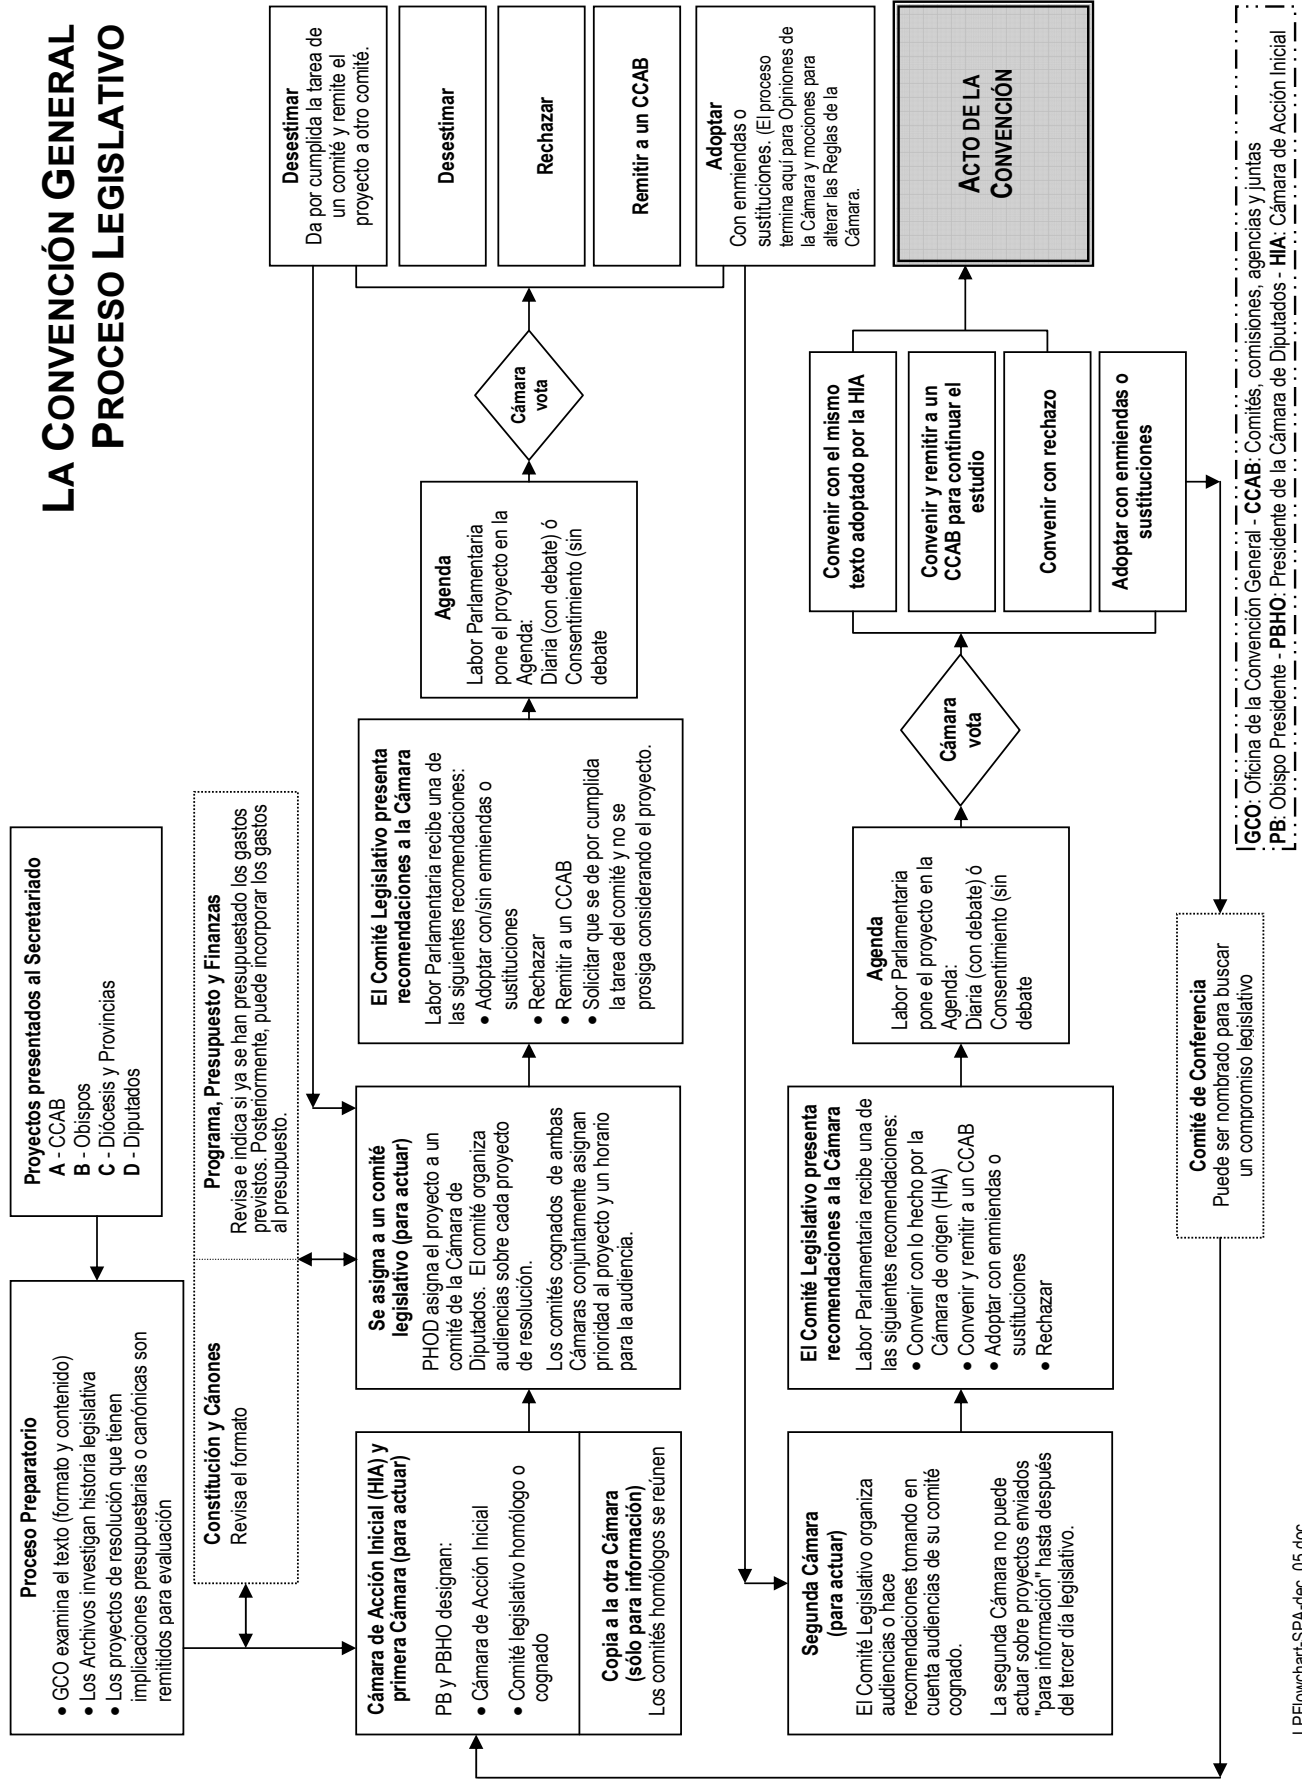 LA CONVENCIÓN GENERAL
PROCESO LEGISLATIVO
Proyectos presentados al Secretariado
A - CCAB
B - Obispos
C - Diócesis y Provincias
D - Diputados
Proceso Preparatorio
• GCO examina el texto (formato y contenido)
• Los Archivos investigan historia legislativa
• Los proyectos de resolución que tienen
implicaciones presupuestarias o canónicas son
remitidos para evaluación
Constitución y Cánones
Revisa el formato
Programa, Presupuesto y Finanzas
Revisa e indica si ya se han presupuestado los gastos
previstos. Posteriormente, puede incorporar los gastos
al presupuesto.
Cámara de Acción Inicial (HIA) y
primera Cámara (para actuar)
PB y PBHO designan:
• Cámara de Acción Inicial
• Comité legislativo homólogo o
cognado
Copia a la otra Cámara
(sólo para información)
Los comités homólogos se reúnen
Se asigna a un comité
legislativo (para actuar)
PHOD asigna el proyecto a un
comité de la Cámara de
Diputados. El comité organiza
audiencias sobre cada proyecto
de resolución.
Los comités cognados de ambas
Cámaras conjuntamente asignan
prioridad al proyecto y un horario
para la audiencia.
El Comité Legislativo presenta
recomendaciones a la Cámara
Labor Parlamentaria recibe una de
las siguientes recomendaciones:
• Adoptar con/sin enmiendas o
sustituciones
• Rechazar
• Remitir a un CCAB
• Solicitar que se de por cumplida
la tarea del comité y no se
prosiga considerando el proyecto.
Agenda
Labor Parlamentaria
pone el proyecto en la
Agenda:
Diaria (con debate) ó
Consentimiento (sin
debate
Cámara
vota
Desestimar
Da por cumplida la tarea de
un comité y remite el
proyecto a otro comité.
Desestimar
Rechazar
Remitir a un CCAB
Adoptar
Con enmiendas o
sustituciones. (El proceso
termina aquí para Opiniones de
la Cámara y mociones para
alterar las Reglas de la
Cámara.
Segunda Cámara
(para actuar)
El Comité Legislativo organiza
audiencias o hace
recomendaciones tomando en
cuenta audiencias de su comité
cognado.
La segunda Cámara no puede
actuar sobre proyectos enviados
"para información" hasta después
del tercer día legislativo.
El Comité Legislativo presenta
recomendaciones a la Cámara
Labor Parlamentaria recibe una de
las siguientes recomendaciones:
• Convenir con lo hecho por la
Cámara de origen (HIA)
• Convenir y remitir a un CCAB
• Adoptar con enmiendas o
sustituciones
• Rechazar
Agenda
Labor Parlamentaria
pone el proyecto en la
Agenda:
Diaria (con debate) ó
Consentimiento (sin
debate
Cámara
vota
Convenir con el mismo
texto adoptado por la HIA
Convenir y remitir a un
CCAB para continuar el
estudio
Convenir con rechazo
Adoptar con enmiendas o
sustituciones
ACTO DE LA
CONVENCIÓN
Comité de Conferencia
Puede ser nombrado para buscar
un compromiso legislativo
GCO: Oficina de la Convención General - CCAB: Comités, comisiones, agencias y juntas
PB: Obispo Presidente - PBHO: Presidente de la Cámara de Diputados - HIA: Cámara de Acción Inicial
LPFlowchart-SPA-dec_05.doc